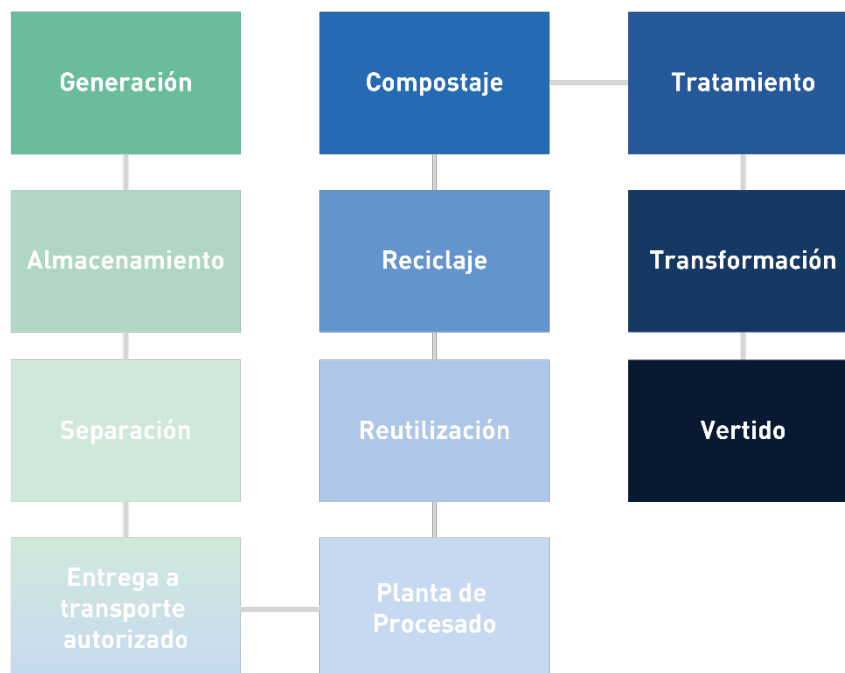 Generación
Almacenamiento
Separación
Entrega a
transporte
autorizado
Planta de
Procesado
Reutilización
Reciclaje
Compostaje
Tratamiento
Transformación
Vertido